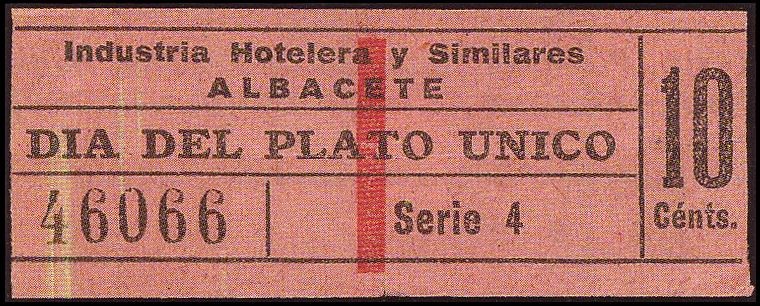 Industria Hotelera y Similares
ALBACETE
DIA DEL PLATO UNICO
46066
Serie 4
10
Cénts.